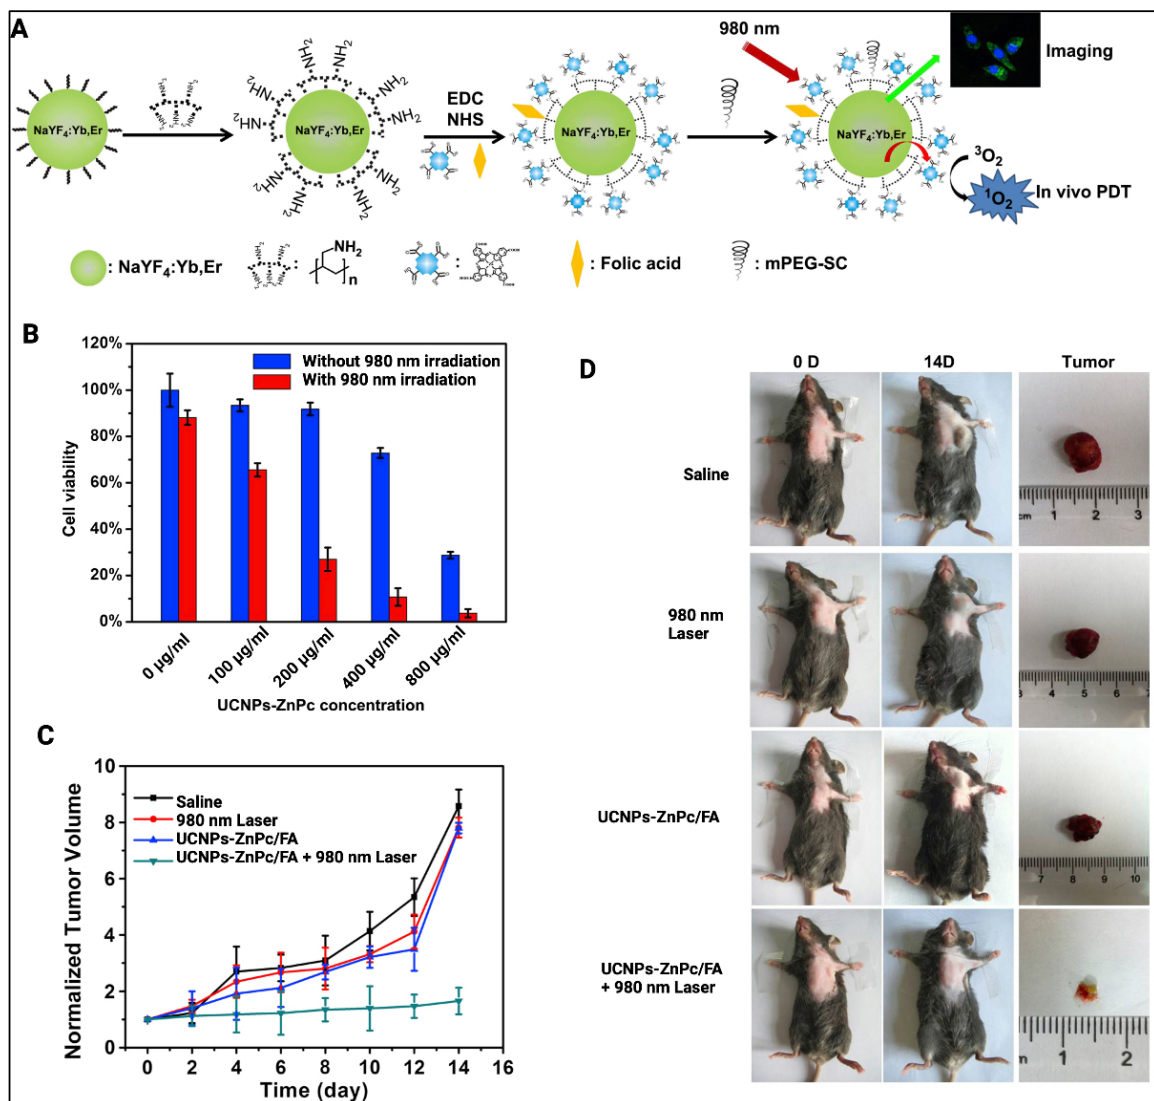 A
NaYF4:Yb,Er
NH2
EDC
NHS
NaYF4:Yb,Er
NaYF4:Yb,Er
980 nm
NaYF4:Yb,Er
Imaging
³O2
¹O2
In vivo PDT
: NaYF4:Yb,Er
:
NH2
n
:
: Folic acid
: mPEG-SC
B
120%
100%
80%
60%
40%
20%
0%
Cell viability
Without 980 nm irradiation
With 980 nm irradiation
0 µg/ml
100 µg/ml
200 µg/ml
400 µg/ml
800 µg/ml
UCNPs-ZnPc concentration
C
10
8
6
4
2
0
Normalized Tumor Volume
Saline
980 nm Laser
UCNPs-ZnPc/FA
UCNPs-ZnPc/FA + 980 nm Laser
0 2 4 6 8 10 12 14 16
Time (day)
D
0 D
14D
Tumor
Saline
cm 1 2 3
980 nm
Laser
4 5 6 7
UCNPs-ZnPc/FA
7 8 9 10
UCNPs-ZnPc/FA
+ 980 nm Laser
1 2